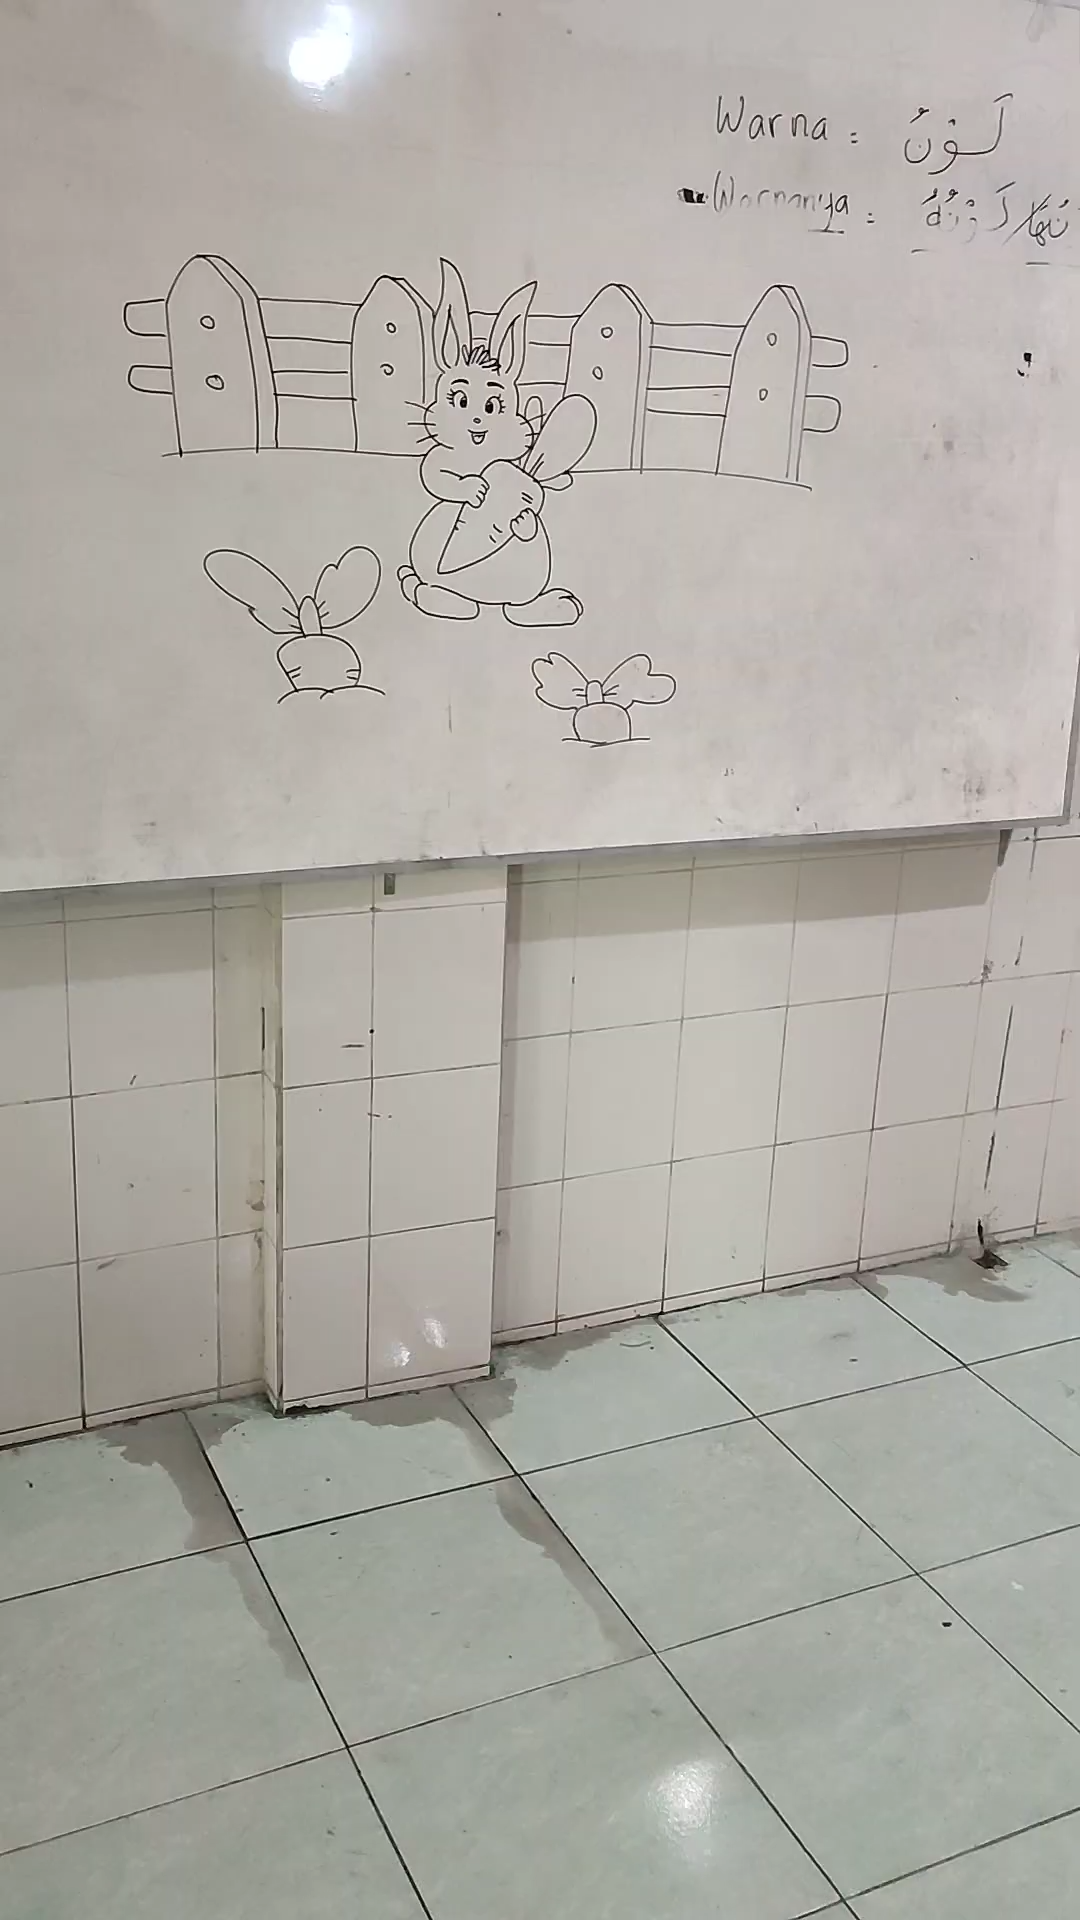 Warna = لَوْنُ
Warnanya = لَوْنُهُ / نُهَا